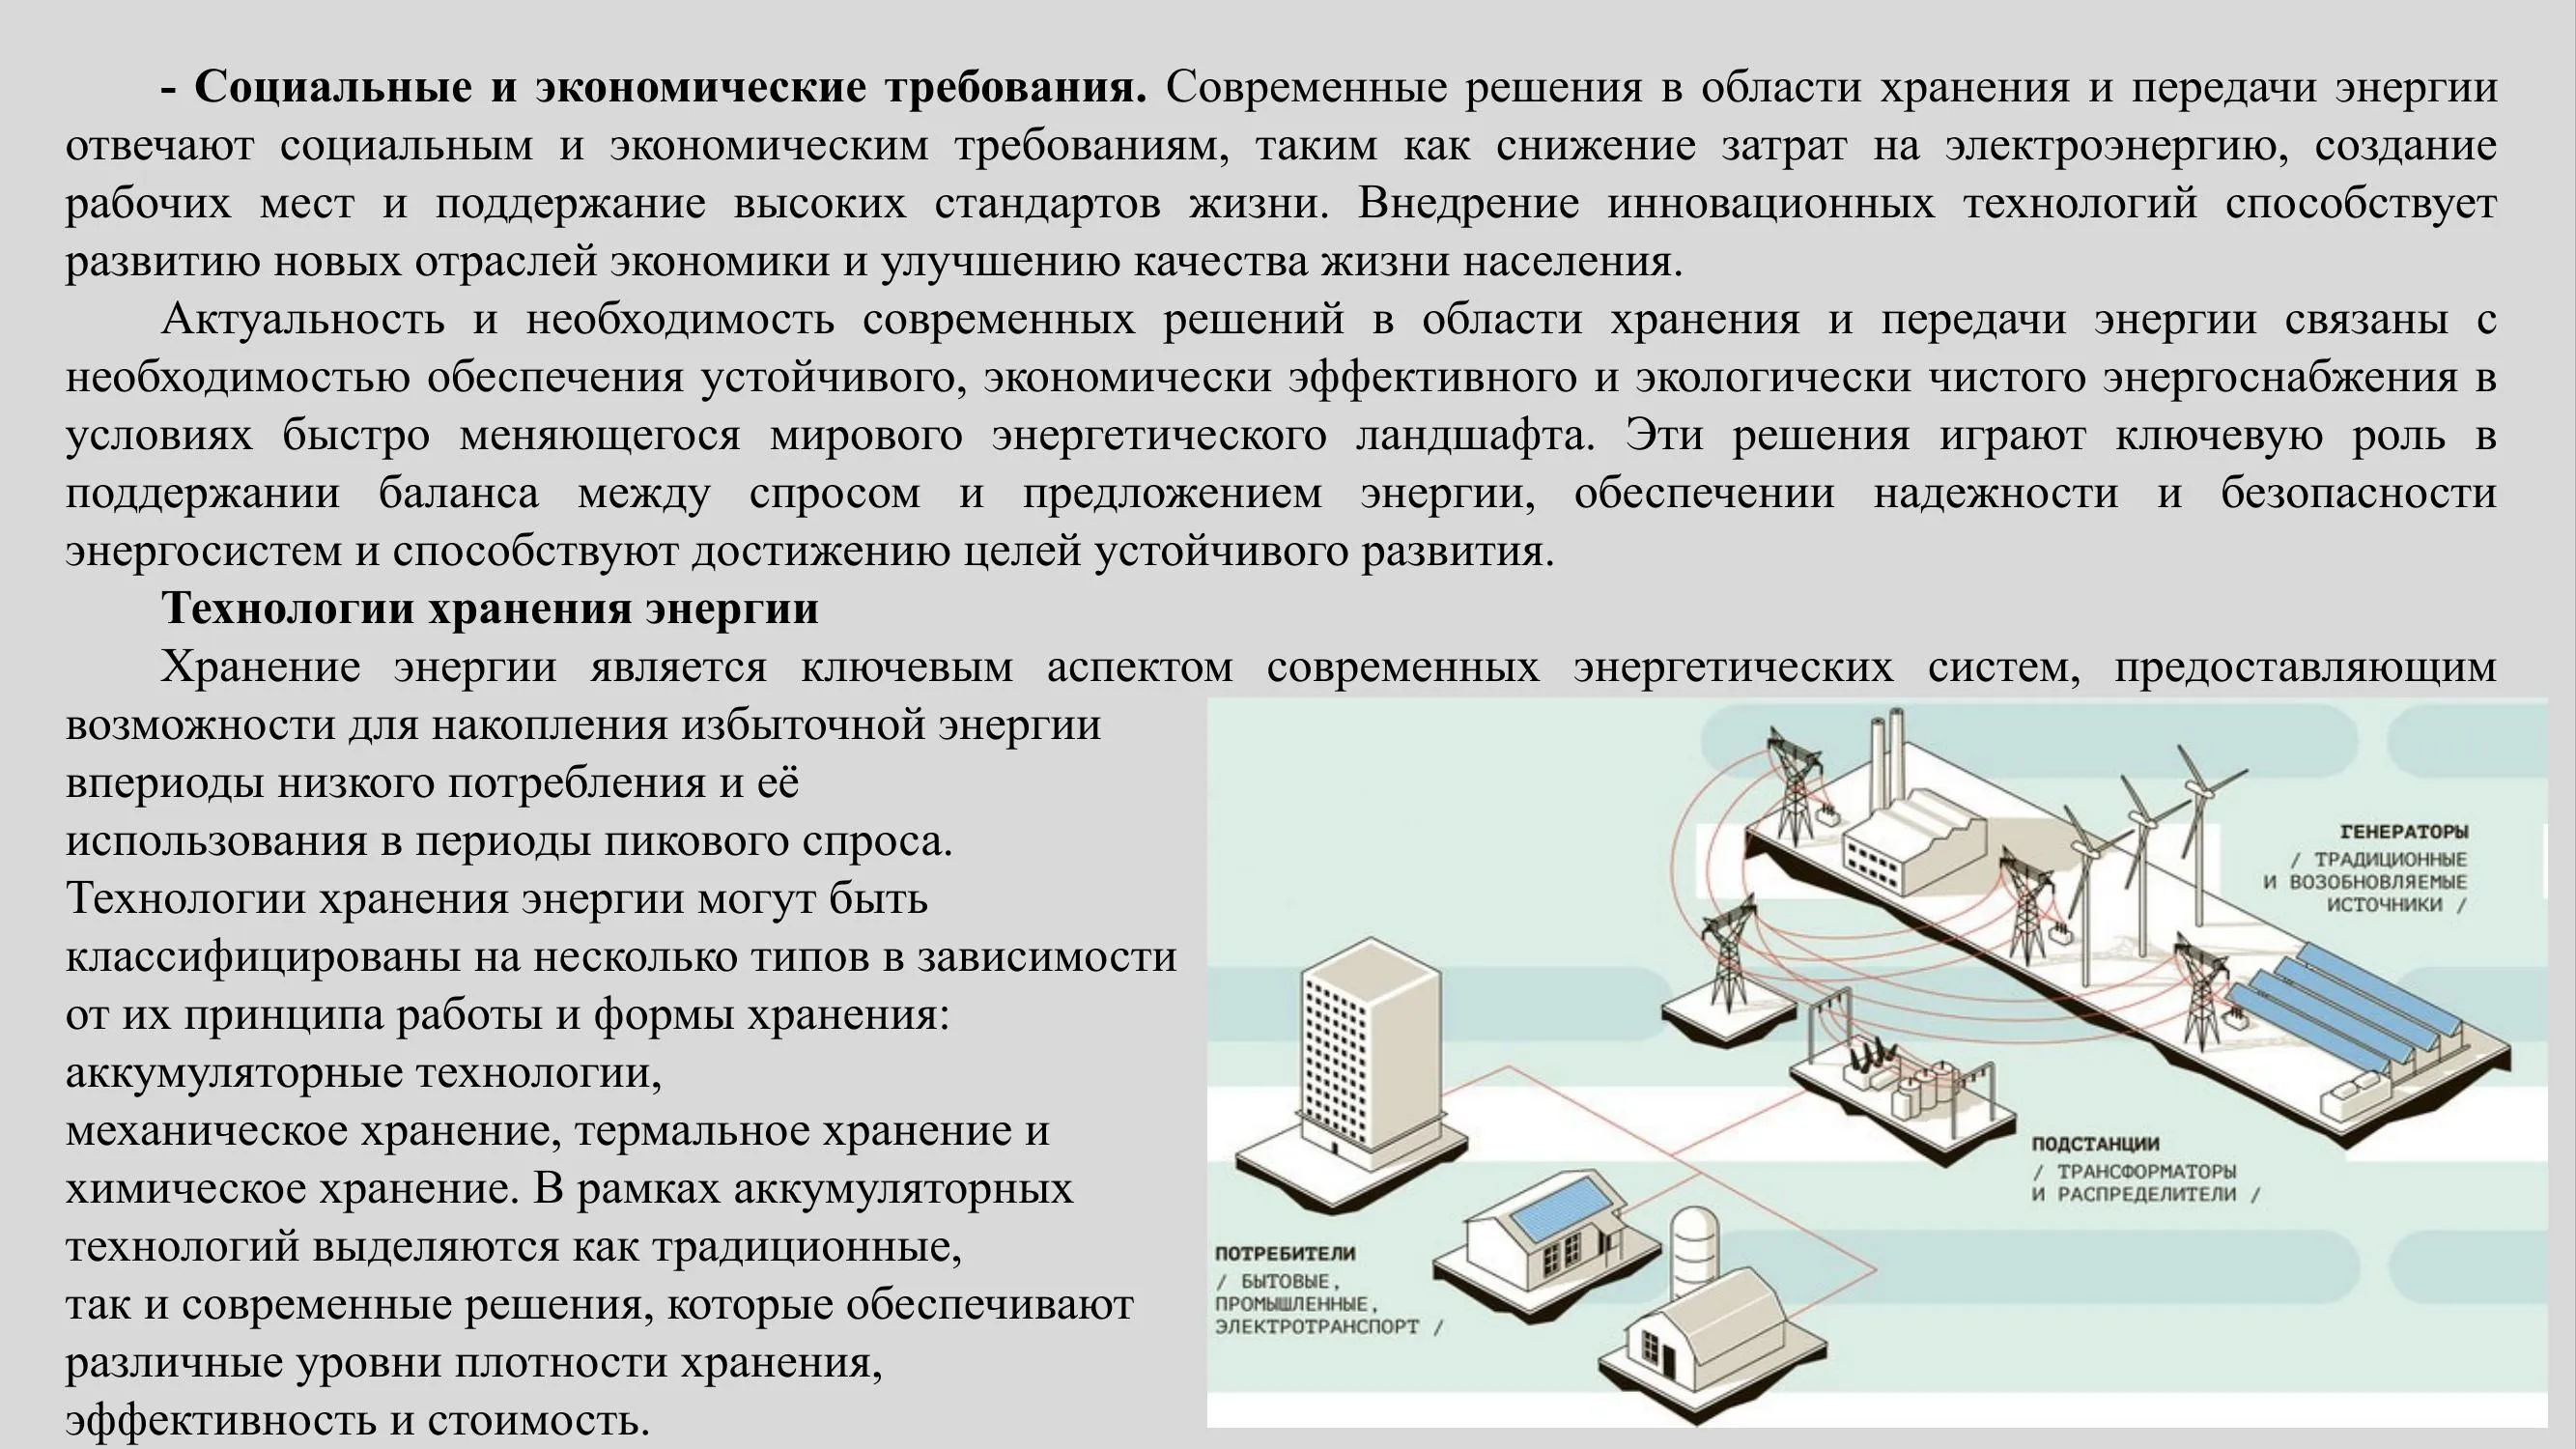 - Социальные и экономические требования. Современные решения в области хранения и передачи энергии
отвечают социальным и экономическим требованиям, таким как снижение затрат на электроэнергию, создание
рабочих мест и поддержание высоких стандартов жизни. Внедрение инновационных технологий способствует
развитию новых отраслей экономики и улучшению качества жизни населения.
Актуальность и необходимость современных решений в области хранения и передачи энергии связаны с
необходимостью обеспечения устойчивого, экономически эффективного и экологически чистого энергоснабжения в
условиях быстро меняющегося мирового энергетического ландшафта. Эти решения играют ключевую роль в
поддержании баланса между спросом и предложением энергии, обеспечении надежности и безопасности
энергосистем и способствуют достижению целей устойчивого развития.
Технологии хранения энергии
Хранение энергии является ключевым аспектом современных энергетических систем, предоставляющим
возможности для накопления избыточной энергии
впериоды низкого потребления и её
использования в периоды пикового спроса.
Технологии хранения энергии могут быть
классифицированы на несколько типов в зависимости
от их принципа работы и формы хранения:
аккумуляторные технологии,
механическое хранение, термальное хранение и
химическое хранение. В рамках аккумуляторных
технологий выделяются как традиционные,
так и современные решения, которые обеспечивают
различные уровни плотности хранения,
эффективность и стоимость.
ГЕНЕРАТОРЫ
/ ТРАДИЦИОННЫЕ
И ВОЗОБНОВЛЯЕМЫЕ
ИСТОЧНИКИ /
ПОДСТАНЦИИ
/ ТРАНСФОРМАТОРЫ
И РАСПРЕДЕЛИТЕЛИ /
ПОТРЕБИТЕЛИ
/ БЫТОВЫЕ,
ПРОМЫШЛЕННЫЕ,
ЭЛЕКТРОТРАНСПОРТ /